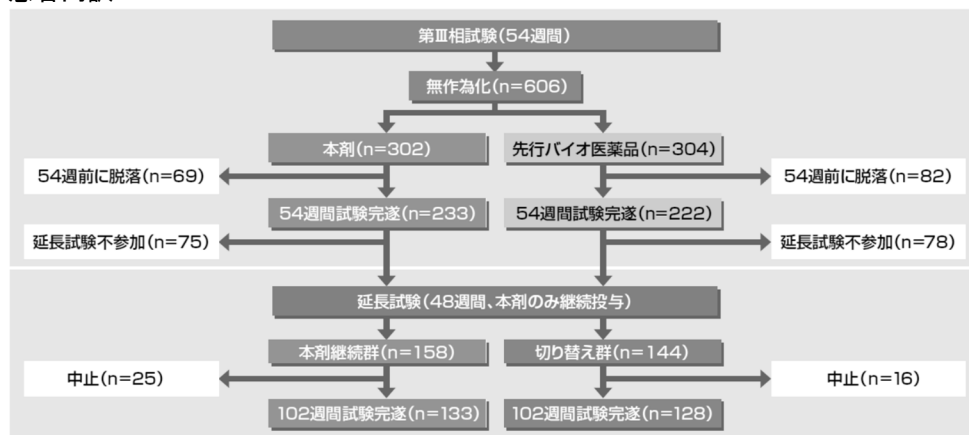 第Ⅲ相試験(54週間)
無作為化(n=606)
本剤(n=302)
先行バイオ医薬品(n=304)
54週前に脱落(n=69)
54週前に脱落(n=82)
54週間試験完遂(n=233)
54週間試験完遂(n=222)
延長試験不参加(n=75)
延長試験不参加(n=78)
延長試験(48週間、本剤のみ継続投与)
本剤継続群(n=158)
切り替え群(n=144)
中止(n=25)
中止(n=16)
102週間試験完遂(n=133)
102週間試験完遂(n=128)